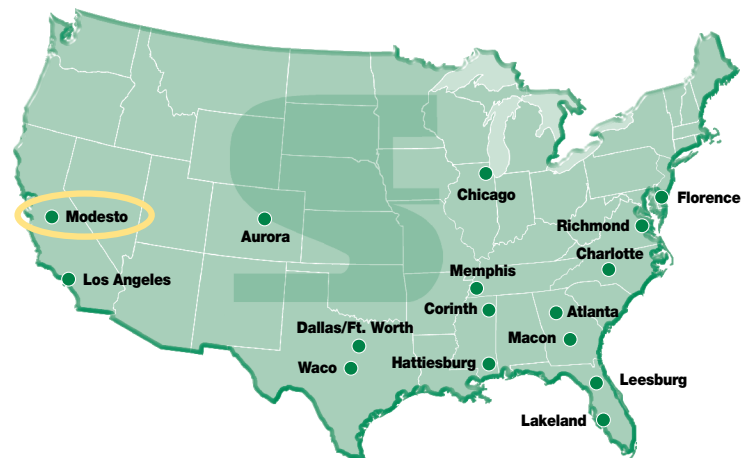 Chicago
Florence
Modesto
Richmond
Aurora
Charlotte
Memphis
Los Angeles
Corinth
Atlanta
Dallas/Ft. Worth
Macon
Waco
Hattiesburg
Leesburg
Lakeland